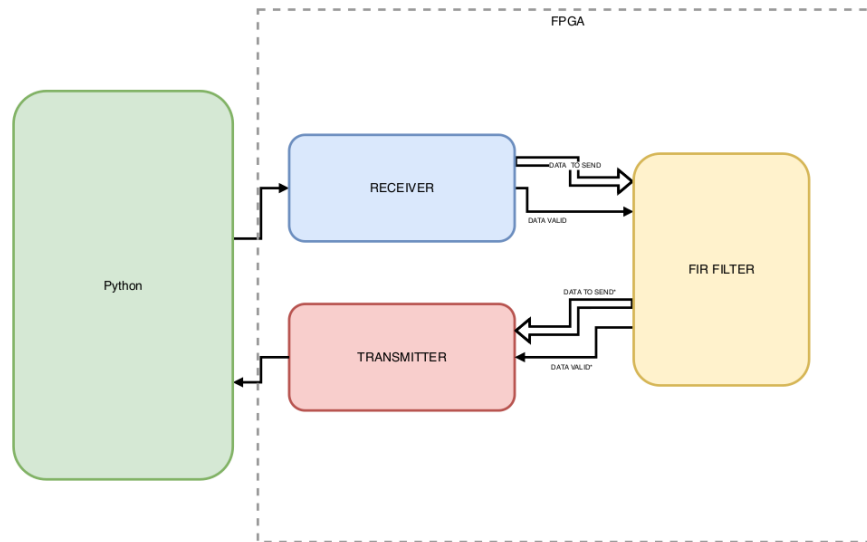 FPGA
RECEIVER
DATA TO SEND
DATA VALID
Python
FIR FILTER
DATA TO SEND*
TRANSMITTER
DATA VALID*